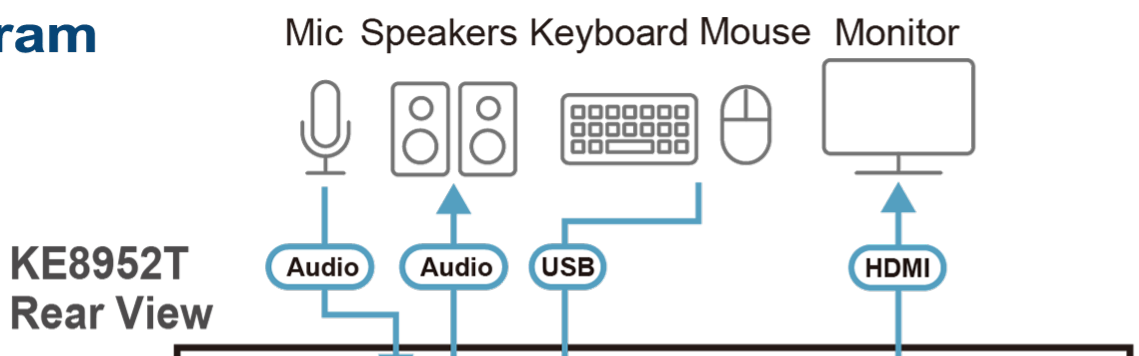 ram
Mic Speakers Keyboard Mouse Monitor
KE8952T
Rear View
Audio Audio USB HDMI